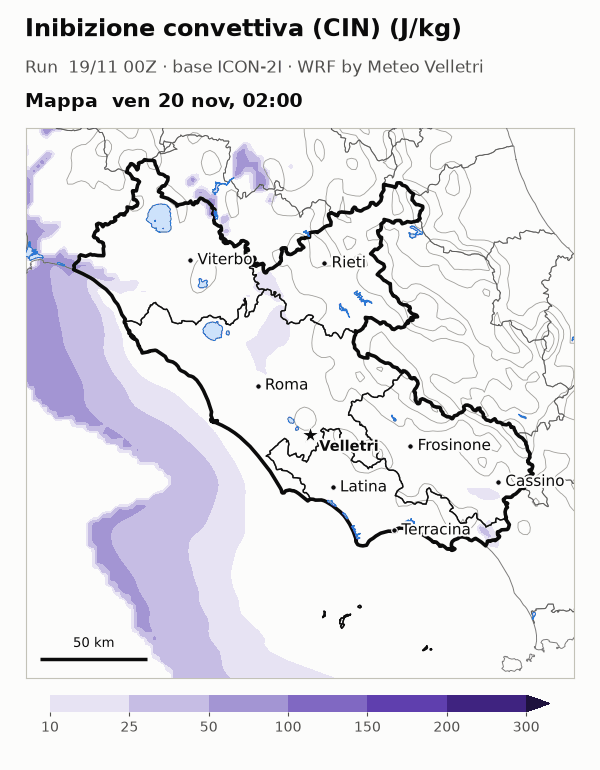 Inibizione convettiva (CIN) (J/kg)
Run  19/11 00Z · base ICON-2I · WRF by Meteo Velletri
Mappa  ven 20 nov, 02:00
Viterbo
Rieti
Roma
Velletri
Frosinone
Latina
Cassino
Terracina
50 km
10 25 50 100 150 200 300